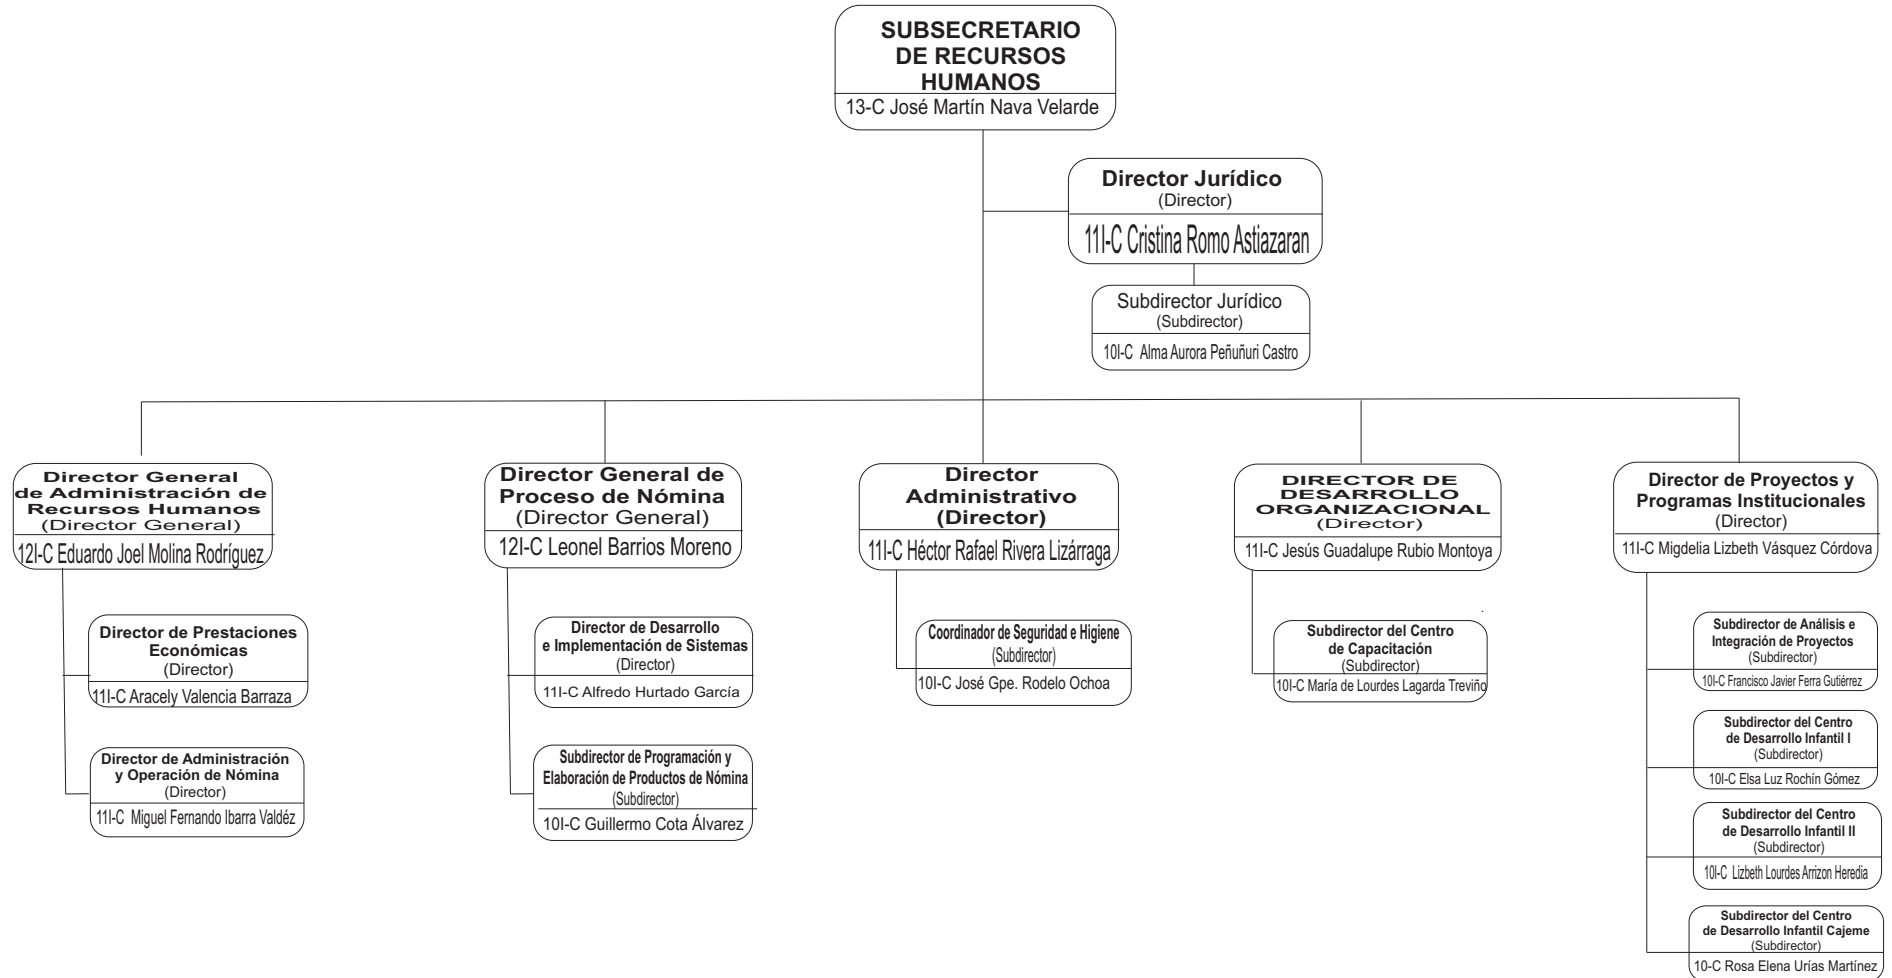 SUBSECRETARIO
DE RECURSOS
HUMANOS
13-C José Martín Nava Velarde
Director Jurídico
(Director)
11I-C Cristina Romo Astiazaran
Subdirector Jurídico
(Subdirector)
10I-C Alma Aurora Peñuñuri Castro
Director General
de Administración de
Recursos Humanos
(Director General)
12I-C Eduardo Joel Molina Rodríguez
Director de Prestaciones
Económicas
(Director)
11I-C Aracely Valencia Barraza
Director de Administración
y Operación de Nómina
(Director)
11I-C Miguel Fernando Ibarra Valdéz
Director General de
Proceso de Nómina
(Director General)
12I-C Leonel Barrios Moreno
Director de Desarrollo
e Implementación de Sistemas
(Director)
11I-C Alfredo Hurtado García
Subdirector de Programación y
Elaboración de Productos de Nómina
(Subdirector)
10I-C Guillermo Cota Álvarez
Director
Administrativo
(Director)
11I-C Héctor Rafael Rivera Lizárraga
Coordinador de Seguridad e Higiene
(Subdirector)
10I-C José Gpe. Rodelo Ochoa
DIRECTOR DE
DESARROLLO
ORGANIZACIONAL
(Director)
11I-C Jesús Guadalupe Rubio Montoya
Subdirector del Centro
de Capacitación
(Subdirector)
10I-C María de Lourdes Lagarda Treviño
Director de Proyectos y
Programas Institucionales
(Director)
11I-C Migdelia Lizbeth Vásquez Córdova
Subdirector de Análisis e
Integración de Proyectos
(Subdirector)
10I-C Francisco Javier Ferra Gutiérrez
Subdirector del Centro
de Desarrollo Infantil I
(Subdirector)
10I-C Elsa Luz Rochín Gómez
Subdirector del Centro
de Desarrollo Infantil II
(Subdirector)
10I-C Lizbeth Lourdes Arrizon Heredia
Subdirector del Centro
de Desarrollo Infantil Cajeme
(Subdirector)
10-C Rosa Elena Urías Martínez